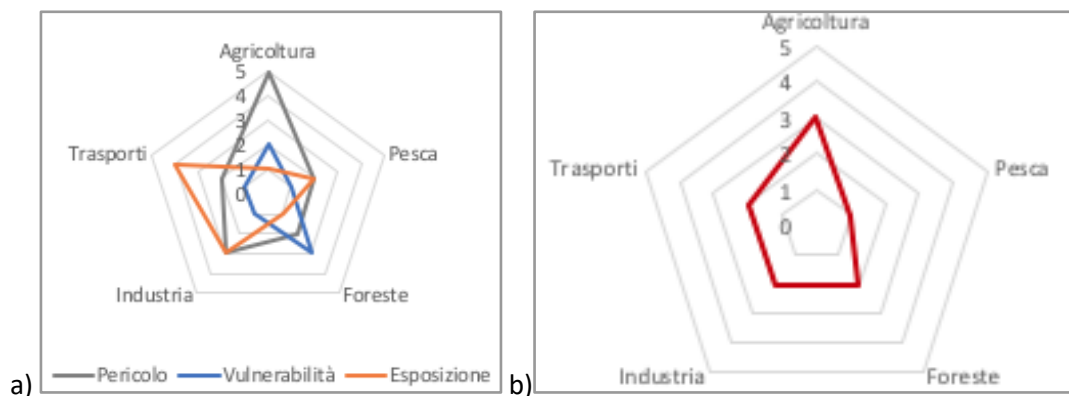 a)
Agricoltura
5
4
3
2
1
0
Trasporti
Pesca
Industria
Foreste
Pericolo Vulnerabilità Esposizione
b)
Agricoltura
5
4
3
2
1
0
Trasporti
Pesca
Industria
Foreste